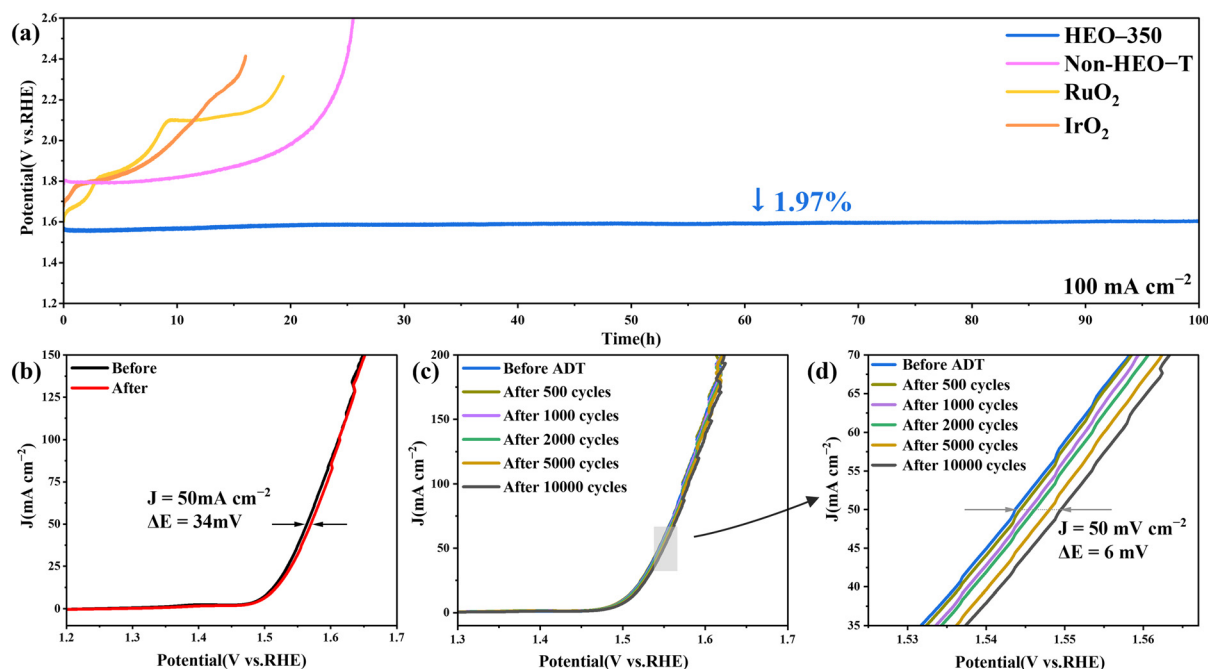 (a)
2.6
2.4
2.2
2.0
1.8
1.6
1.4
1.2
Potential(V vs.RHE)
HEO–350
Non-HEO−T
RuO₂
IrO₂
↓ 1.97%
100 mA cm⁻²
0 10 20 30 40 50 60 70 80 90 100
Time(h)
(b)
150
125
100
75
50
25
0
J(mA cm⁻²)
Before
After
J = 50mA cm⁻²
ΔE = 34mV
1.2 1.3 1.4 1.5 1.6 1.7
Potential(V vs.RHE)
(c)
200
150
100
50
0
J(mA cm⁻²)
Before ADT
After 500 cycles
After 1000 cycles
After 2000 cycles
After 5000 cycles
After 10000 cycles
1.3 1.4 1.5 1.6 1.7
Potential(V vs.RHE)
(d)
70
65
60
55
50
45
40
35
J(mA cm⁻²)
Before ADT
After 500 cycles
After 1000 cycles
After 2000 cycles
After 5000 cycles
After 10000 cycles
J = 50 mV cm⁻²
ΔE = 6 mV
1.53 1.54 1.55 1.56
Potential(V vs.RHE)